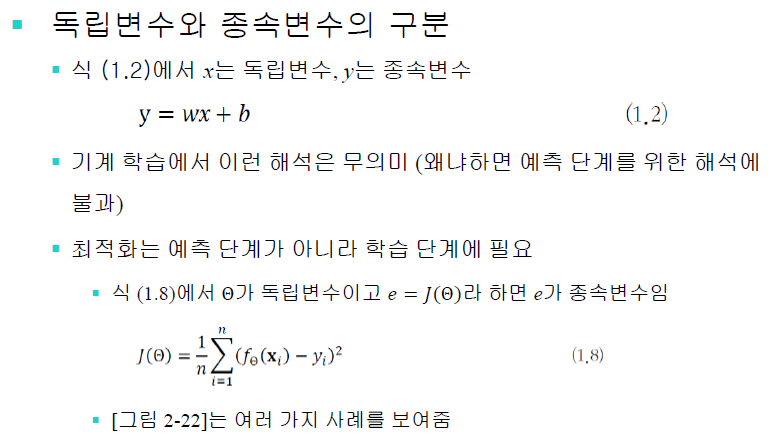 ▪ 독립변수와 종속변수의 구분
▪ 식 (1.2)에서 x는 독립변수, y는 종속변수
y = wx + b (1.2)
▪ 기계 학습에서 이런 해석은 무의미 (왜냐하면 예측 단계를 위한 해석에
불과)
▪ 최적화는 예측 단계가 아니라 학습 단계에 필요
▪ 식 (1.8)에서 Θ가 독립변수이고 e = J(Θ)라 하면 e가 종속변수임
J(Θ) = \frac{1}{n} \sum_{i=1}^{n} (f_Θ(𝐱_i) − y_i)² (1.8)
▪ [그림 2-22]는 여러 가지 사례를 보여줌